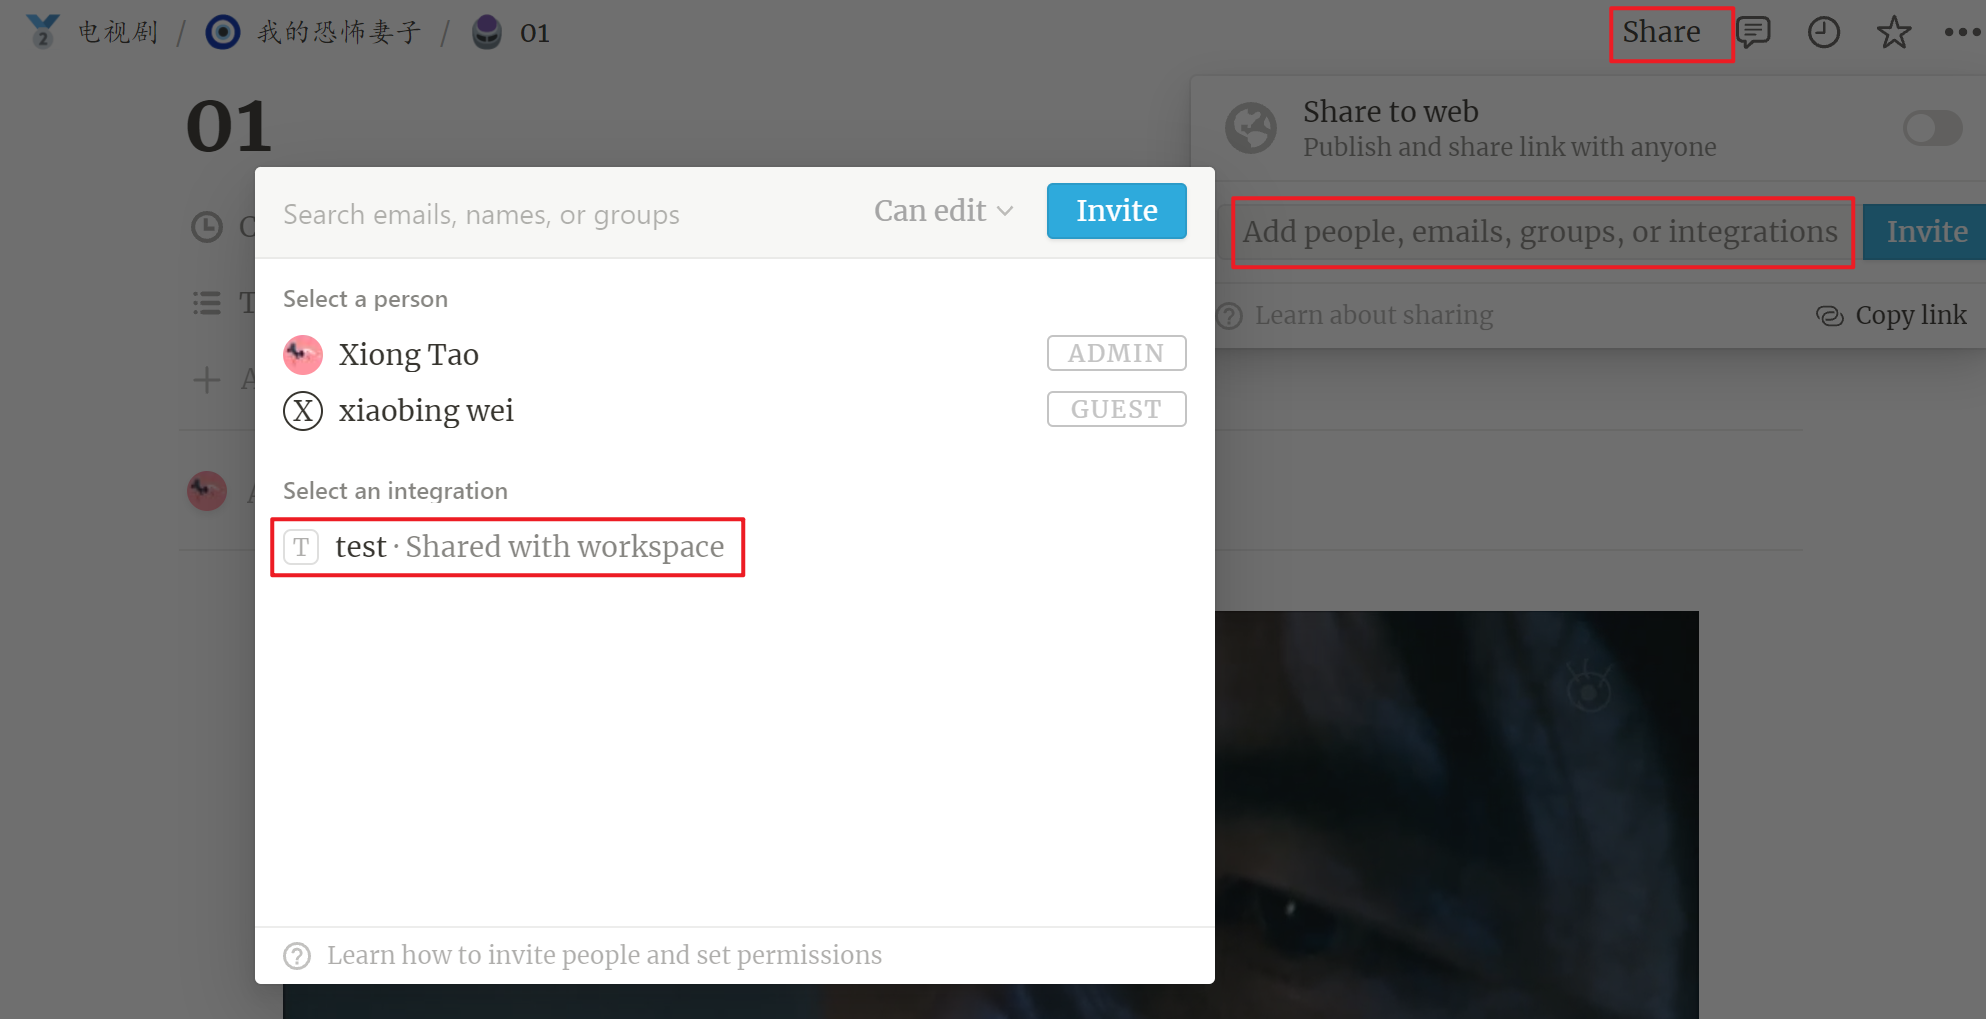 电视剧 / 我的恐怖妻子 / 01
Share
01
Share to web
Publish and share link with anyone
Add people, emails, groups, or integrations
Invite
Learn about sharing
Copy link
Search emails, names, or groups
Can edit
Invite
Select a person
Xiong Tao
ADMIN
X
xiaobing wei
GUEST
Select an integration
T
test · Shared with workspace
Learn how to invite people and set permissions